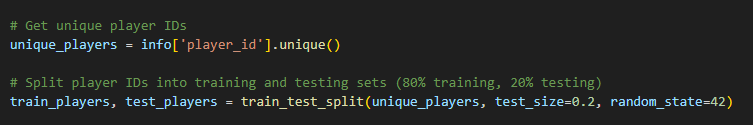 # Get unique player IDs
unique_players = info['player_id'].unique()
# Split player IDs into training and testing sets (80% training, 20% testing)
train_players, test_players = train_test_split(unique_players, test_size=0.2, random_state=42)